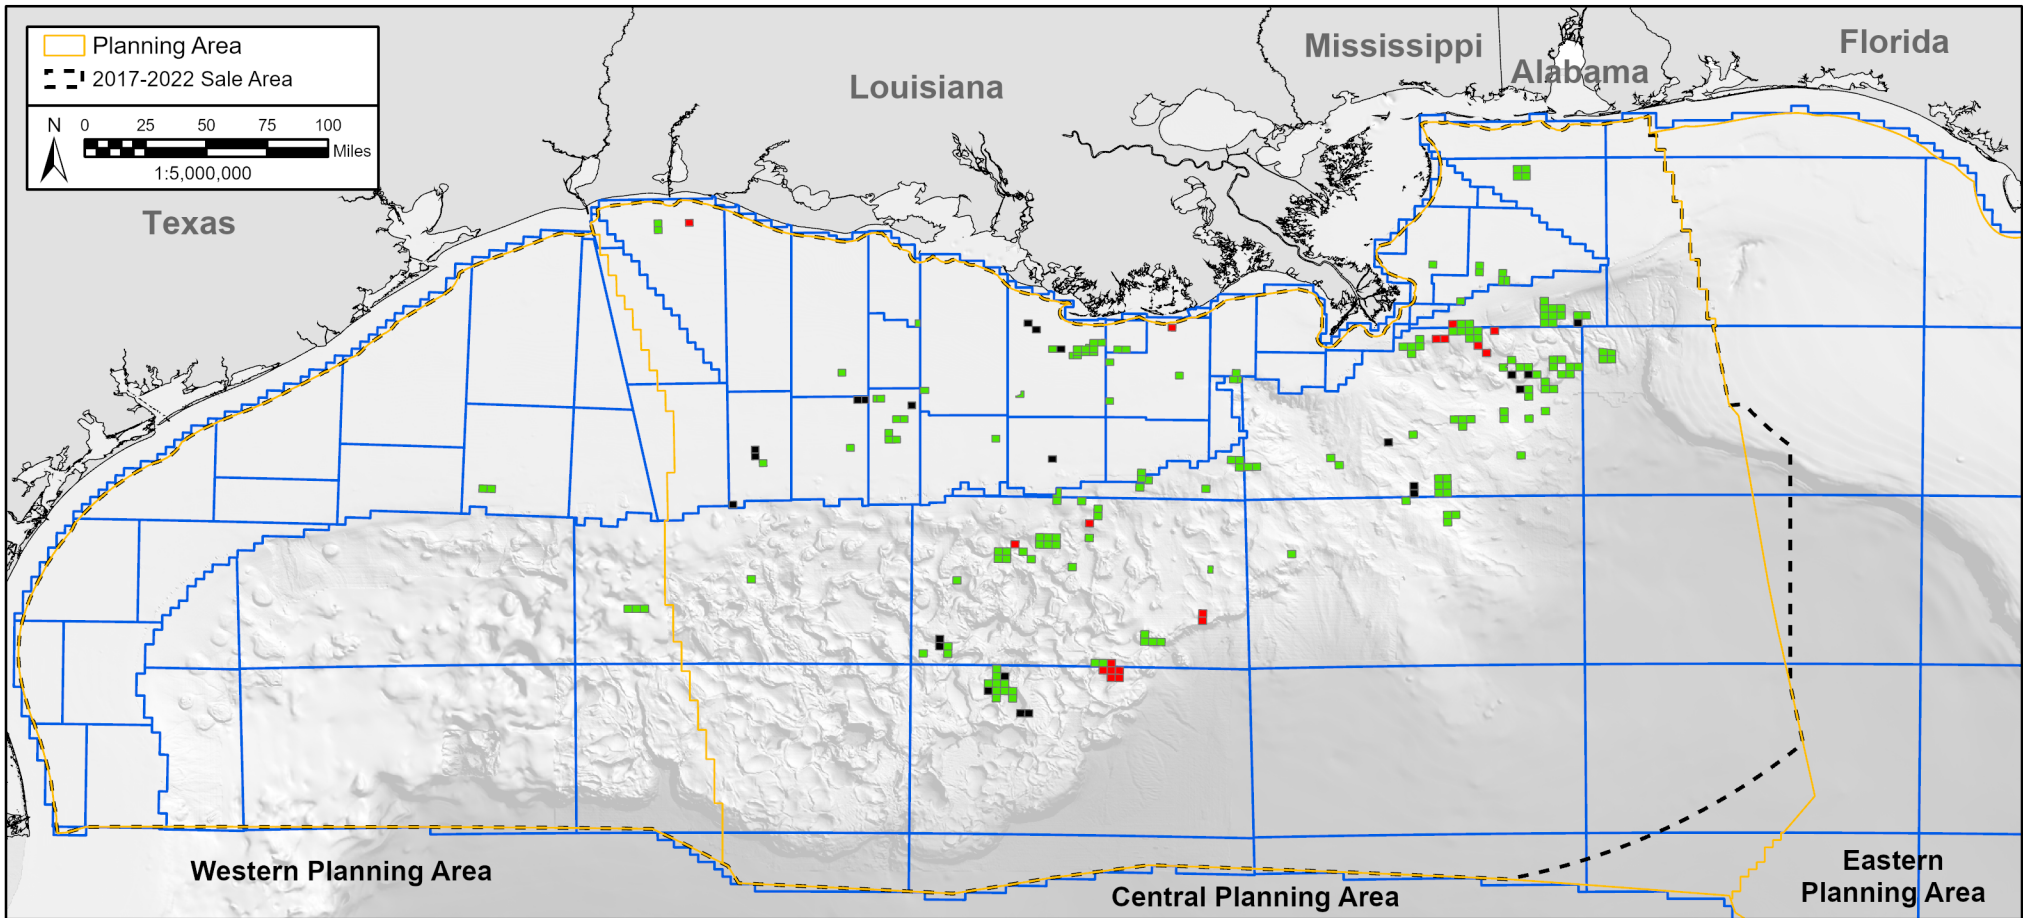 Planning Area
2017-2022 Sale Area
N
0 25 50 75 100
Miles
1:5,000,000
Texas
Louisiana
Mississippi
Alabama
Florida
Western Planning Area
Central Planning Area
Eastern
Planning Area